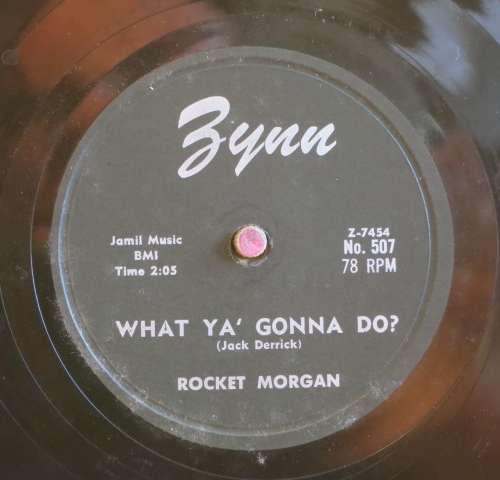 Zynn
Jamil Music
BMI
Time 2:05
Z-7454
No. 507
78 RPM
WHAT YA' GONNA DO?
(Jack Derrick)
ROCKET MORGAN